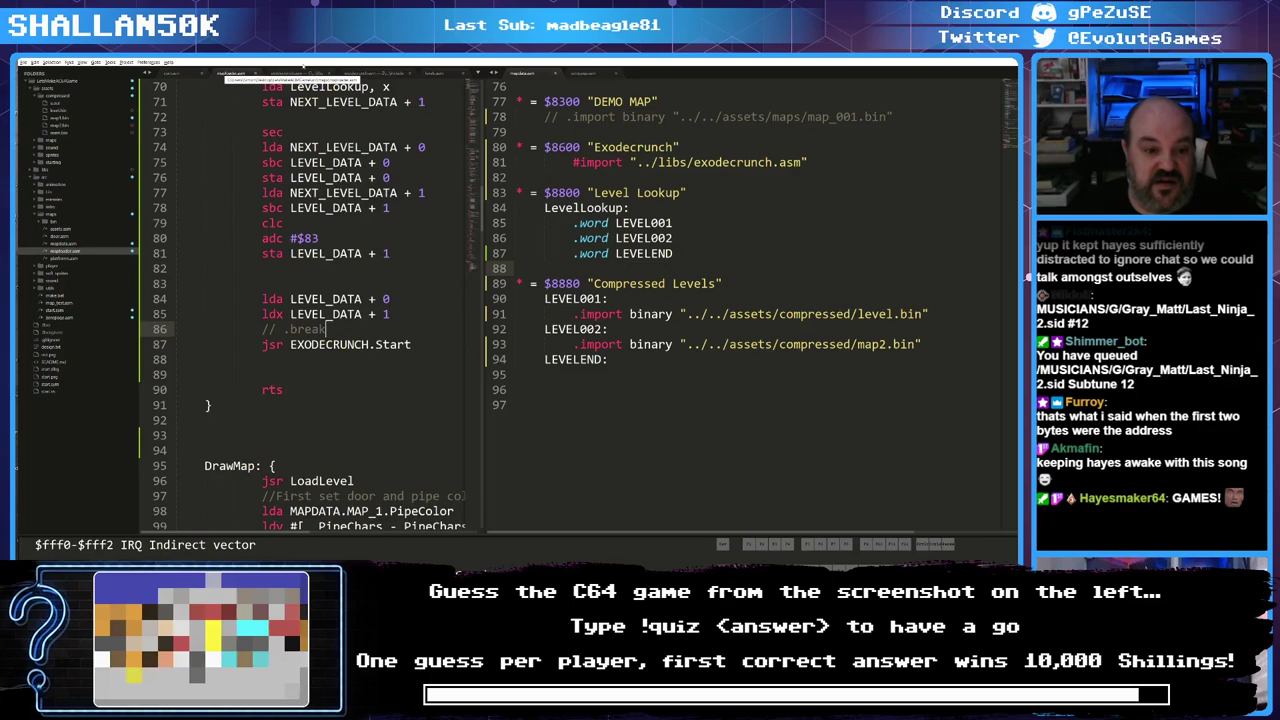 SHALLAN50K
Last Sub: madbeagle81
Discord gPeZuSE
Twitter @EvoluteGames
70 lda LevelLookup, x
71 sta NEXT_LEVEL_DATA + 1
72
73 sec
74 lda NEXT_LEVEL_DATA + 0
75 sbc LEVEL_DATA + 0
76 sta LEVEL_DATA + 0
77 lda NEXT_LEVEL_DATA + 1
78 sbc LEVEL_DATA + 1
79 clc
80 adc #$83
81 sta LEVEL_DATA + 1
82
83
84 lda LEVEL_DATA + 0
85 ldx LEVEL_DATA + 1
86 // .break
87 jsr EXODECRUNCH.Start
88
89
90 rts
91 }
92
93
94
95 DrawMap: {
96 jsr LoadLevel
97 //First set door and pipe col
98 lda MAPDATA.MAP_1.PipeColor
99 ldy #[__PipeChars - PipeChars
76
77 * = $8300 "DEMO MAP"
78 // .import binary "../../assets/maps/map_001.bin"
79
80 * = $8600 "Exodecrunch"
81 #import "../libs/exodecrunch.asm"
82
83 * = $8800 "Level Lookup"
84 LevelLookup:
85 .word LEVEL001
86 .word LEVEL002
87 .word LEVELEND
88
89 * = $8880 "Compressed Levels"
90 LEVEL001:
91 .import binary "../../assets/compressed/level.bin"
92 LEVEL002:
93 .import binary "../../assets/compressed/map2.bin"
94 LEVELEND:
95
96
97
$fff0-$fff2 IRQ Indirect vector
yup it kept hayes sufficiently
distracted to ignore chat so we could
talk amongst outselves
/MUSICIANS/G/Gray_Matt/Last_Ninja_
2.sid #12
Shimmer_bot:
You have queued
/MUSICIANS/G/Gray_Matt/Last_Ninja_
2.sid Subtune 12
Furroy:
thats what i said when the first two
bytes were the address
Akmafin:
keeping hayes awake with this song
Hayesmaker64: GAMES!
Guess the C64 game from the screenshot on the left...
Type !quiz <answer> to have a go
One guess per player, first correct answer wins 10,000 Shillings!